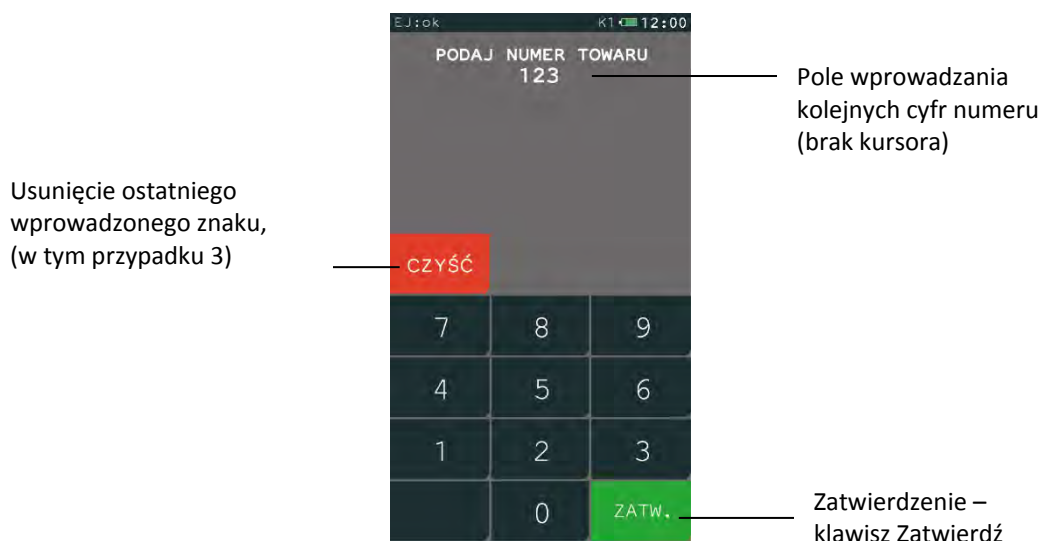 EJ:ok K1 12:00
PODAJ NUMER TOWARU
123
Pole wprowadzania
kolejnych cyfr numeru
(brak kursora)
Usunięcie ostatniego
wprowadzonego znaku,
(w tym przypadku 3)
CZYŚĆ
7 8 9
4 5 6
1 2 3
0 ZATW.
Zatwierdzenie –
klawisz Zatwierdź